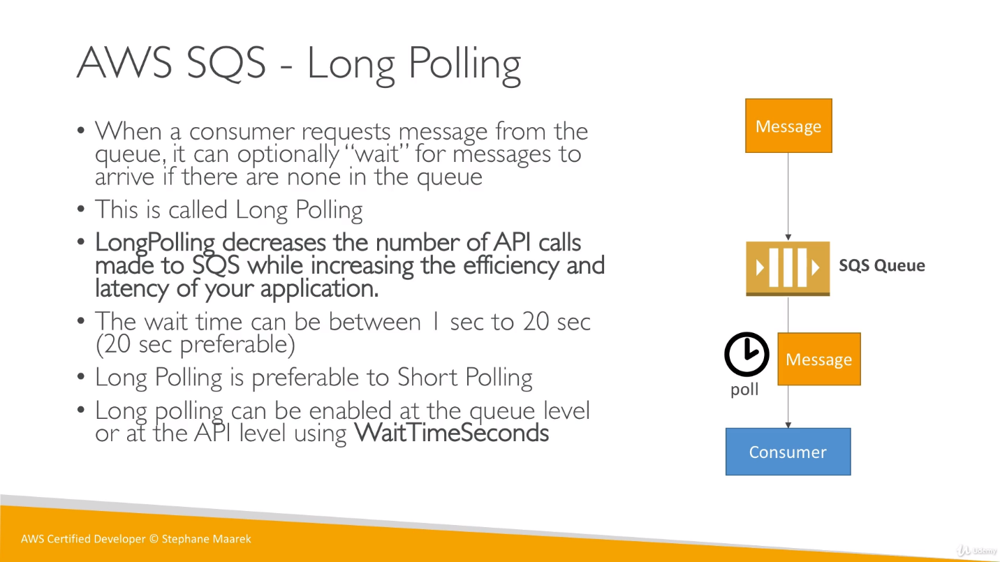 AWS SQS - Long Polling
• When a consumer requests message from the
queue, it can optionally “wait” for messages to
arrive if there are none in the queue
• This is called Long Polling
• LongPolling decreases the number of API calls
made to SQS while increasing the efficiency and
latency of your application.
• The wait time can be between 1 sec to 20 sec
(20 sec preferable)
• Long Polling is preferable to Short Polling
• Long polling can be enabled at the queue level
or at the API level using WaitTimeSeconds
Message
SQS Queue
Message
poll
Consumer
AWS Certified Developer © Stephane Maarek
Udemy